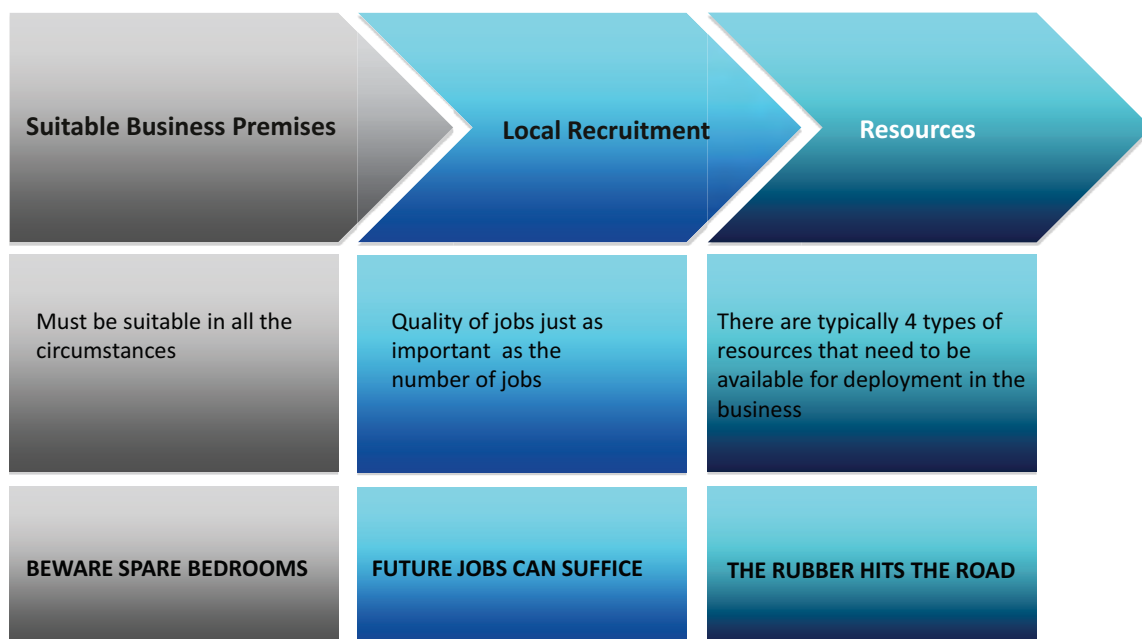 Suitable Business Premises
Local Recruitment
Resources
Must be suitable in all the
circumstances
Quality of jobs just as
important as the
number of jobs
There are typically 4 types of
resources that need to be
available for deployment in the
business
BEWARE SPARE BEDROOMS
FUTURE JOBS CAN SUFFICE
THE RUBBER HITS THE ROAD